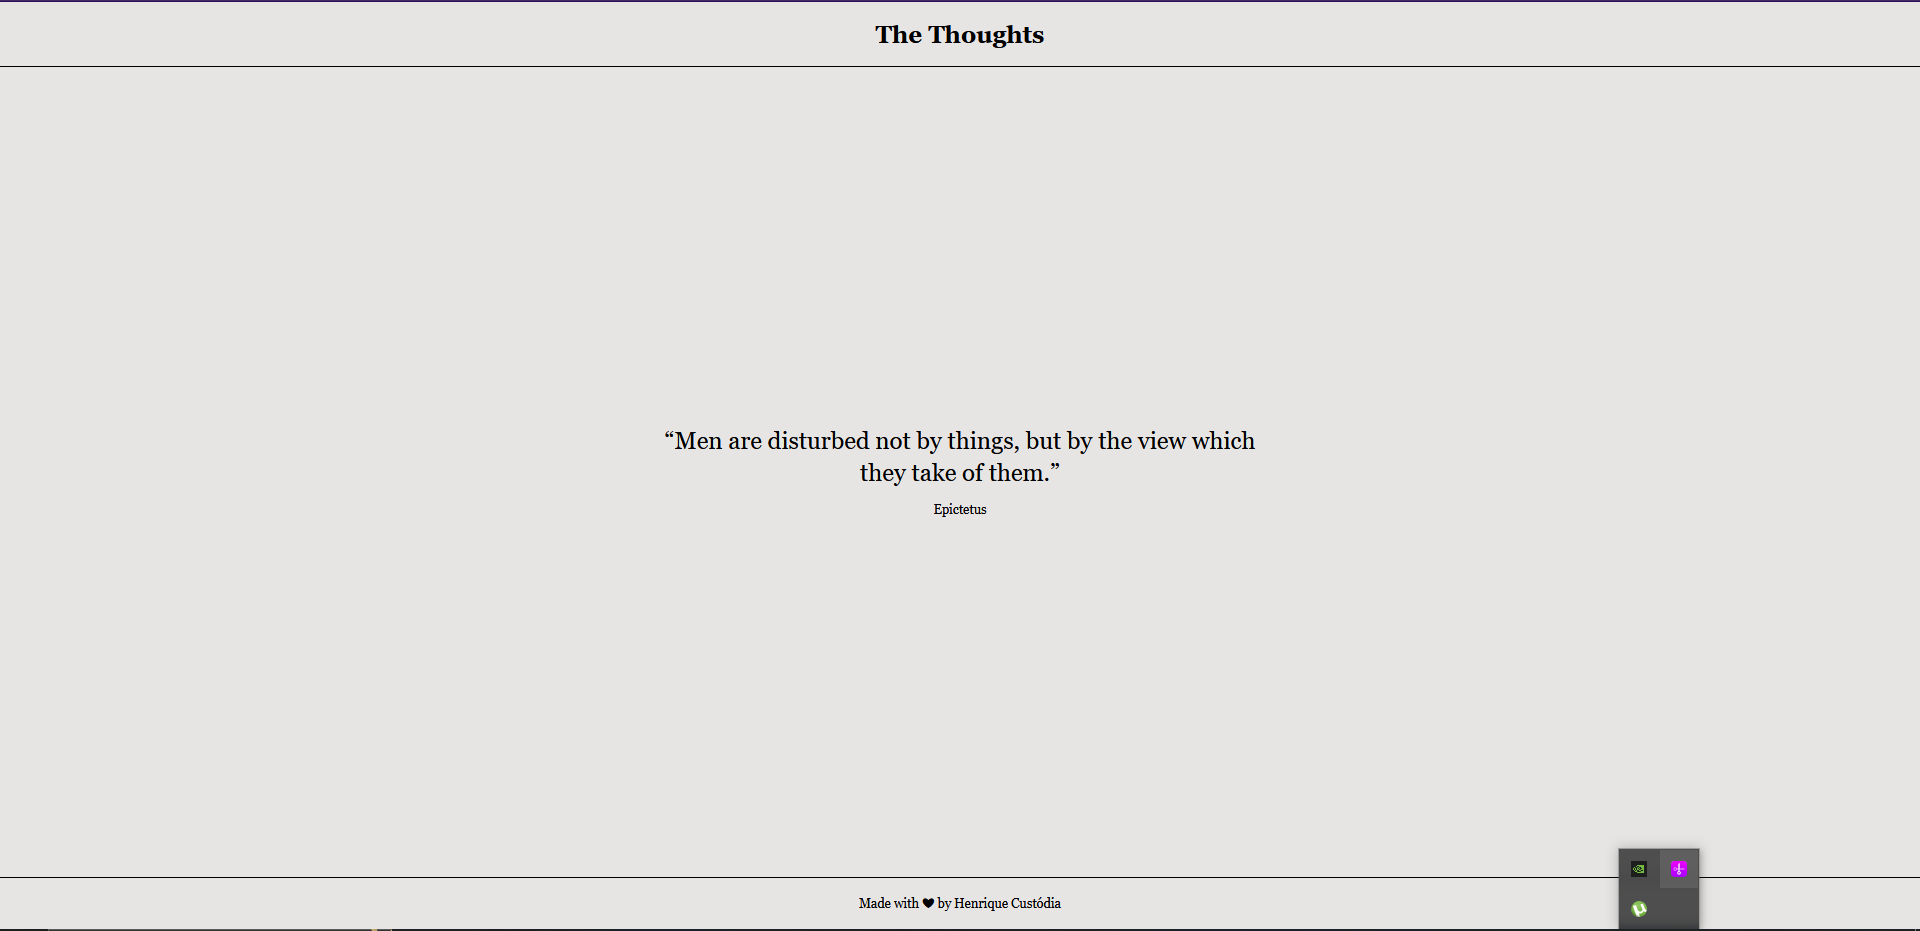 The Thoughts
“Men are disturbed not by things, but by the view which
they take of them.”
Epictetus
Made with ♥ by Henrique Custódia